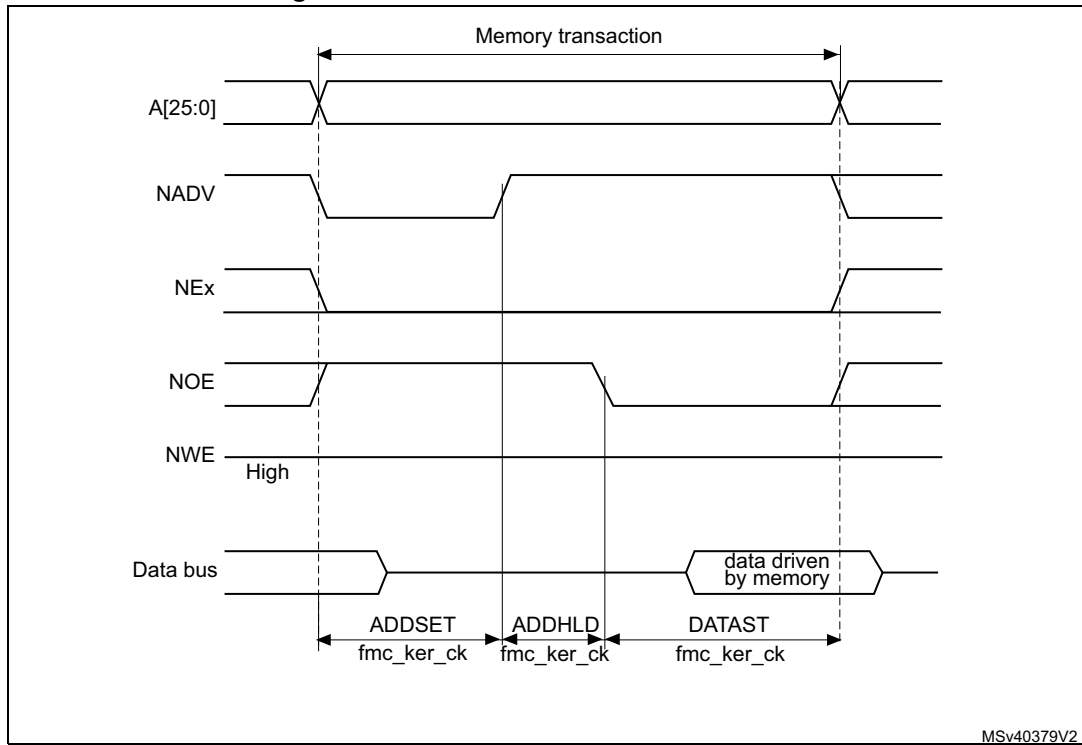 Memory transaction
A[25:0]
NADV
NEx
NOE
NWE
High
Data bus
data driven
by memory
ADDSET
fmc_ker_ck
ADDHLD
fmc_ker_ck
DATAST
fmc_ker_ck
MSv40379V2